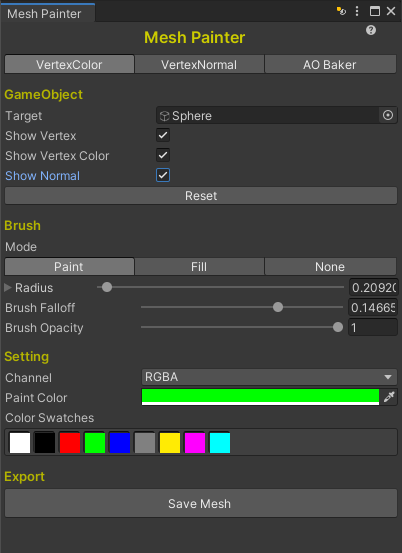 Mesh Painter
Mesh Painter
?
VertexColor VertexNormal AO Baker
GameObject
Target Sphere
Show Vertex
Show Vertex Color
Show Normal
Reset
Brush
Mode
Paint Fill None
Radius 0.20920
Brush Falloff 0.14665
Brush Opacity 1
Setting
Channel RGBA
Paint Color
Color Swatches
Export
Save Mesh